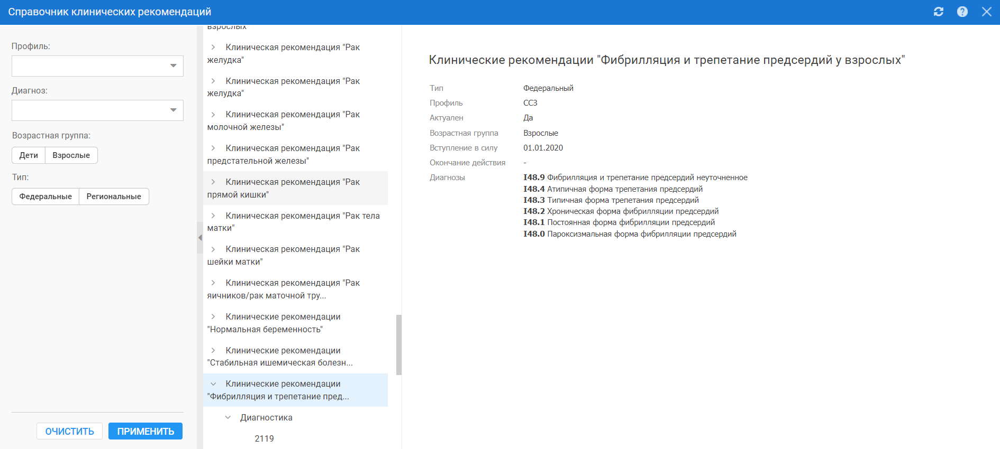 Справочник клинических рекомендаций
Профиль:
Диагноз:
Возрастная группа:
Дети
Взрослые
Тип:
Федеральные
Региональные
ОЧИСТИТЬ
ПРИМЕНИТЬ
взрослых
Клиническая рекомендация "Рак
желудка"
Клиническая рекомендация "Рак
желудка"
Клиническая рекомендация "Рак
молочной железы"
Клиническая рекомендация "Рак
предстательной железы"
Клиническая рекомендация "Рак
прямой кишки"
Клиническая рекомендация "Рак тела
матки"
Клиническая рекомендация "Рак
шейки матки"
Клиническая рекомендация "Рак
яичников/рак маточной тру...
Клинические рекомендации
"Нормальная беременность"
Клинические рекомендации
"Стабильная ишемическая болезн...
Клинические рекомендации
"Фибрилляция и трепетание пред...
Диагностика
2119
Клинические рекомендации "Фибрилляция и трепетание предсердий у взрослых"
Тип Федеральный
Профиль ССЗ
Актуален Да
Возрастная группа Взрослые
Вступление в силу 01.01.2020
Окончание действия -
Диагнозы I48.9 Фибрилляция и трепетание предсердий неуточненное
I48.4 Атипичная форма трепетания предсердий
I48.3 Типичная форма трепетания предсердий
I48.2 Хроническая форма фибрилляции предсердий
I48.1 Постоянная форма фибрилляции предсердий
I48.0 Пароксизмальная форма фибрилляции предсердий